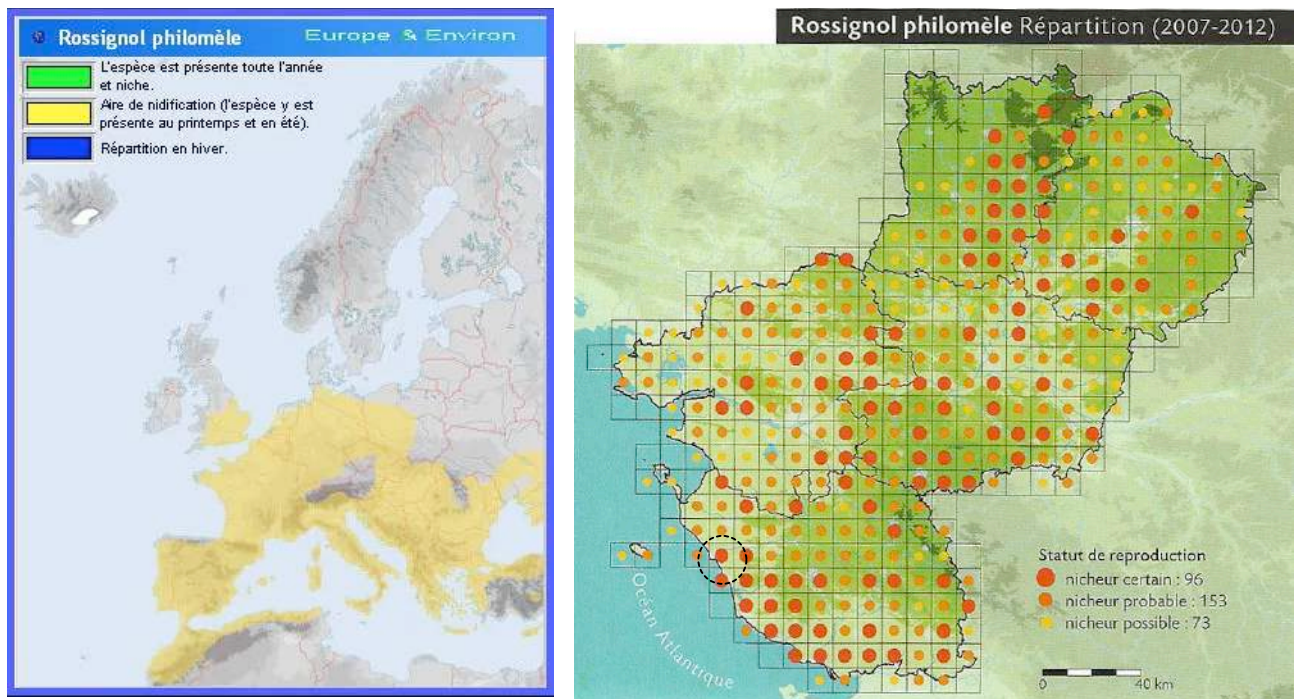 Rossignol philomèle
Europe & Environ
L'espèce est présente toute l'année
et niche.
Aire de nidification (l'espèce y est
présente au printemps et en été).
Répartition en hiver.
Rossignol philomèle Répartition (2007-2012)
Océan Atlantique
Statut de reproduction
nicheur certain : 96
nicheur probable : 153
nicheur possible : 73
0
40 km